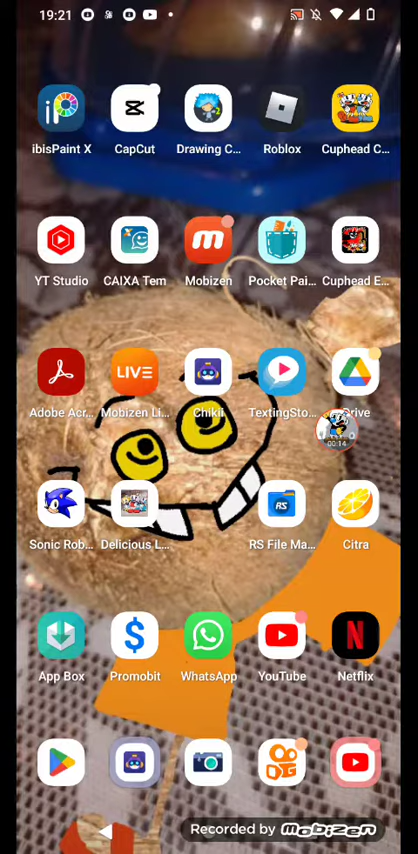 19:21
ibisPaint X
CapCut
Drawing C...
Roblox
Cuphead C...
YT Studio
CAIXA Tem
Mobizen
Pocket Pai...
Cuphead E...
LIVE
Adobe Acr...
Mobizen Li...
Chikii
TextingSto...
Drive
00:14
Sonic Rob...
Delicious L...
RS
RS File Ma...
Citra
App Box
Promobit
WhatsApp
YouTube
Netflix
Recorded by mobizen